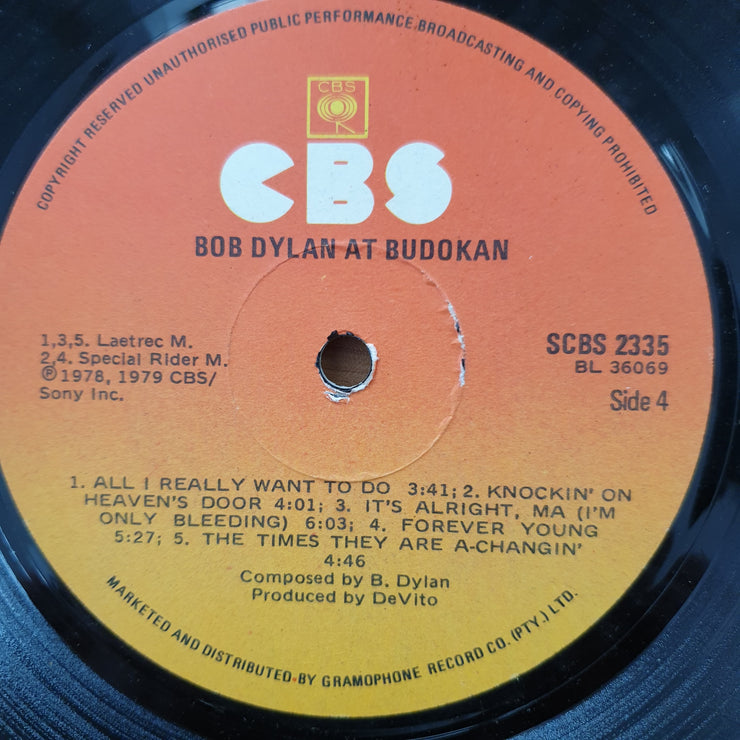 COPYRIGHT RESERVED UNAUTHORISED PUBLIC PERFORMANCE, BROADCASTING AND COPYING PROHIBITED
CBS
CBS
BOB DYLAN AT BUDOKAN
1,3,5. Laetrec M.
2,4. Special Rider M.
℗1978, 1979 CBS/
Sony Inc.
SCBS 2335
BL 36069
Side 4
1. ALL I REALLY WANT TO DO 3:41; 2. KNOCKIN' ON
HEAVEN'S DOOR 4:01; 3. IT'S ALRIGHT, MA (I'M
ONLY BLEEDING) 6:03; 4. FOREVER YOUNG
5:27; 5. THE TIMES THEY ARE A-CHANGIN'
4:46
Composed by B. Dylan
Produced by DeVito
MARKETED AND DISTRIBUTED BY GRAMOPHONE RECORD CO. (PTY.) LTD.